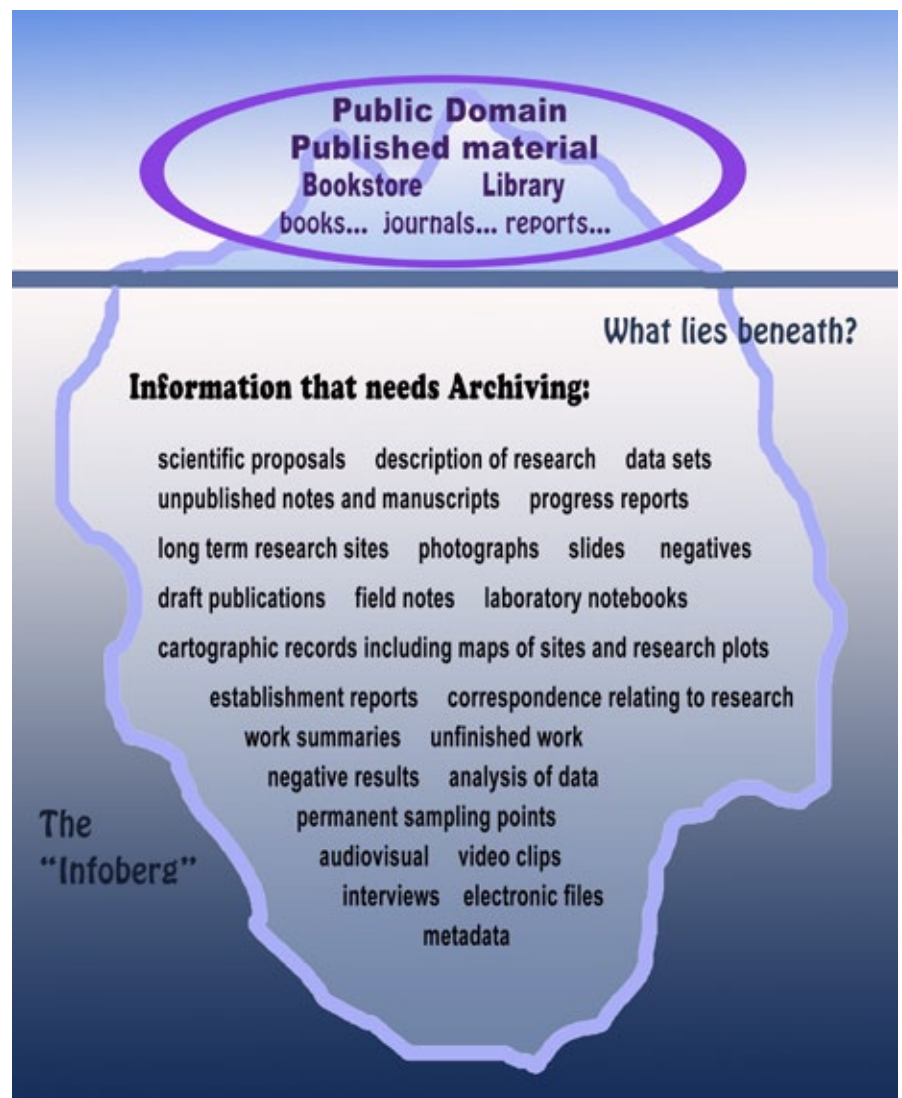 Public Domain
Published material
Bookstore Library
books... journals... reports...
What lies beneath?
Information that needs Archiving:
scientific proposals description of research data sets
unpublished notes and manuscripts progress reports
long term research sites photographs slides negatives
draft publications field notes laboratory notebooks
cartographic records including maps of sites and research plots
establishment reports correspondence relating to research
work summaries unfinished work
negative results analysis of data
permanent sampling points
audiovisual video clips
interviews electronic files
metadata
The
“Infoberg”